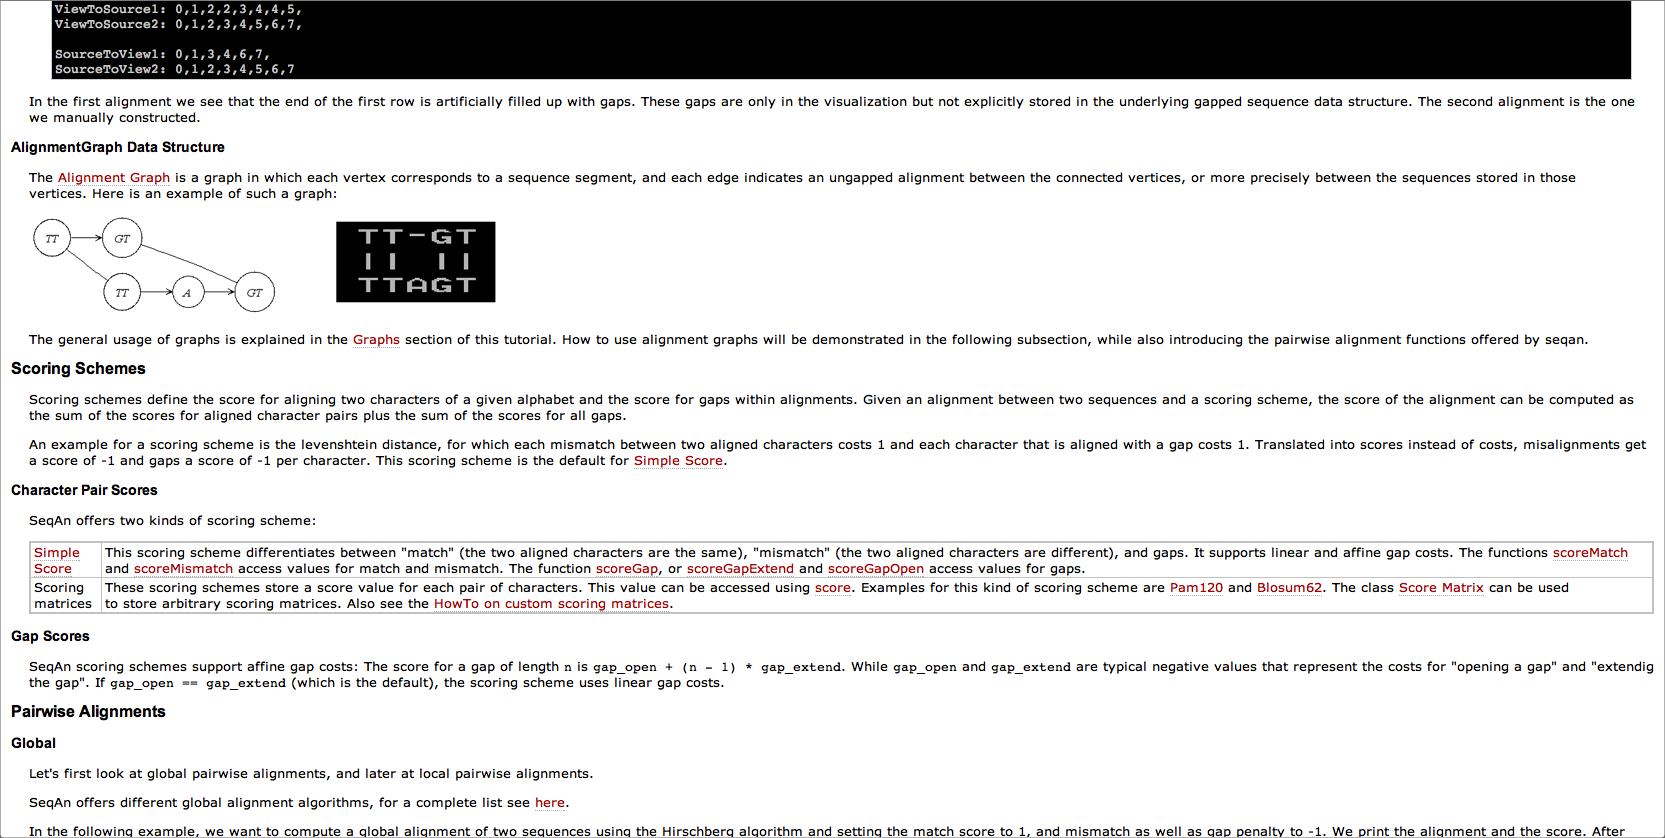 ViewToSource1: 0,1,2,2,3,4,4,5,
ViewToSource2: 0,1,2,3,4,5,6,7,
SourceToView1: 0,1,3,4,6,7,
SourceToView2: 0,1,2,3,4,5,6,7
In the first alignment we see that the end of the first row is artificially filled up with gaps. These gaps are only in the visualization but not explicitly stored in the underlying gapped sequence data structure. The second alignment is the one
we manually constructed.
AlignmentGraph Data Structure
The Alignment Graph is a graph in which each vertex corresponds to a sequence segment, and each edge indicates an ungapped alignment between the connected vertices, or more precisely between the sequences stored in those
vertices. Here is an example of such a graph:
TT GT
TT A GT
TT-GT
|| ||
TTAGT
The general usage of graphs is explained in the Graphs section of this tutorial. How to use alignment graphs will be demonstrated in the following subsection, while also introducing the pairwise alignment functions offered by seqan.
Scoring Schemes
Scoring schemes define the score for aligning two characters of a given alphabet and the score for gaps within alignments. Given an alignment between two sequences and a scoring scheme, the score of the alignment can be computed as
the sum of the scores for aligned character pairs plus the sum of the scores for all gaps.
An example for a scoring scheme is the levenshtein distance, for which each mismatch between two aligned characters costs 1 and each character that is aligned with a gap costs 1. Translated into scores instead of costs, misalignments get
a score of -1 and gaps a score of -1 per character. This scoring scheme is the default for Simple Score.
Character Pair Scores
SeqAn offers two kinds of scoring scheme:
Simple This scoring scheme differentiates between "match" (the two aligned characters are the same), "mismatch" (the two aligned characters are different), and gaps. It supports linear and affine gap costs. The functions scoreMatch
Score and scoreMismatch access values for match and mismatch. The function scoreGap, or scoreGapExtend and scoreGapOpen access values for gaps.
Scoring These scoring schemes store a score value for each pair of characters. This value can be accessed using score. Examples for this kind of scoring scheme are Pam120 and Blosum62. The class Score Matrix can be used
matrices to store arbitrary scoring matrices. Also see the HowTo on custom scoring matrices.
Gap Scores
SeqAn scoring schemes support affine gap costs: The score for a gap of length n is gap_open + (n - 1) * gap_extend. While gap_open and gap_extend are typical negative values that represent the costs for "opening a gap" and "extendig
the gap". If gap_open == gap_extend (which is the default), the scoring scheme uses linear gap costs.
Pairwise Alignments
Global
Let's first look at global pairwise alignments, and later at local pairwise alignments.
SeqAn offers different global alignment algorithms, for a complete list see here.
In the following example, we want to compute a global alignment of two sequences using the Hirschberg algorithm and setting the match score to 1, and mismatch as well as gap penalty to -1. We print the alignment and the score. After